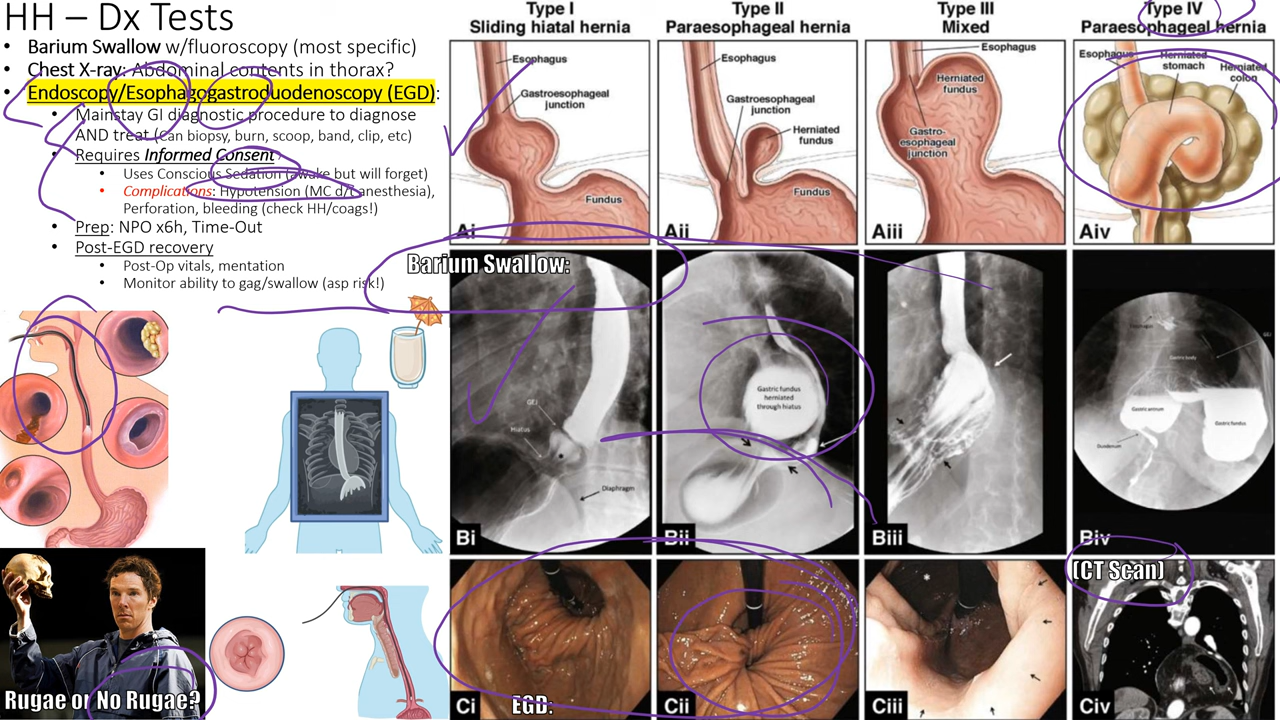 HH – Dx Tests
• Barium Swallow w/fluoroscopy (most specific)
• Chest X-ray: Abdominal contents in thorax?
• Endoscopy/Esophagogastroduodenoscopy (EGD):
• Mainstay GI diagnostic procedure to diagnose
AND treat (Can biopsy, burn, scoop, band, clip, etc)
• Requires Informed Consent
• Uses Conscious Sedation (awake but will forget)
• Complications: Hypotension (MC d/t anesthesia),
Perforation, bleeding (check HH/coags!)
• Prep: NPO x6h, Time-Out
• Post-EGD recovery
• Post-Op vitals, mentation
• Monitor ability to gag/swallow (asp risk!)
Rugae or No Rugae?
Type I
Sliding hiatal hernia
Type II
Paraesophageal hernia
Type III
Mixed
Type IV
Paraesophageal hernia
Esophagus
Gastroesophageal
junction
Fundus
Ai
Esophagus
Gastroesophageal
junction
Herniated
fundus
Fundus
Aii
Esophagus
Herniated
fundus
Gastro-
esophageal
junction
Aiii
Esophagus
Herniated
stomach
Herniated
colon
Aiv
Barium Swallow:
GEJ
Hiatus
Diaphragm
Bi
Gastric fundus
herniated
through hiatus
Bii
Biii
Esophagus
GEJ
Gastric body
Gastric antrum
Gastric fundus
Duodenum
Biv
(CT Scan)
Ci
EGD:
Cii
Ciii
Civ